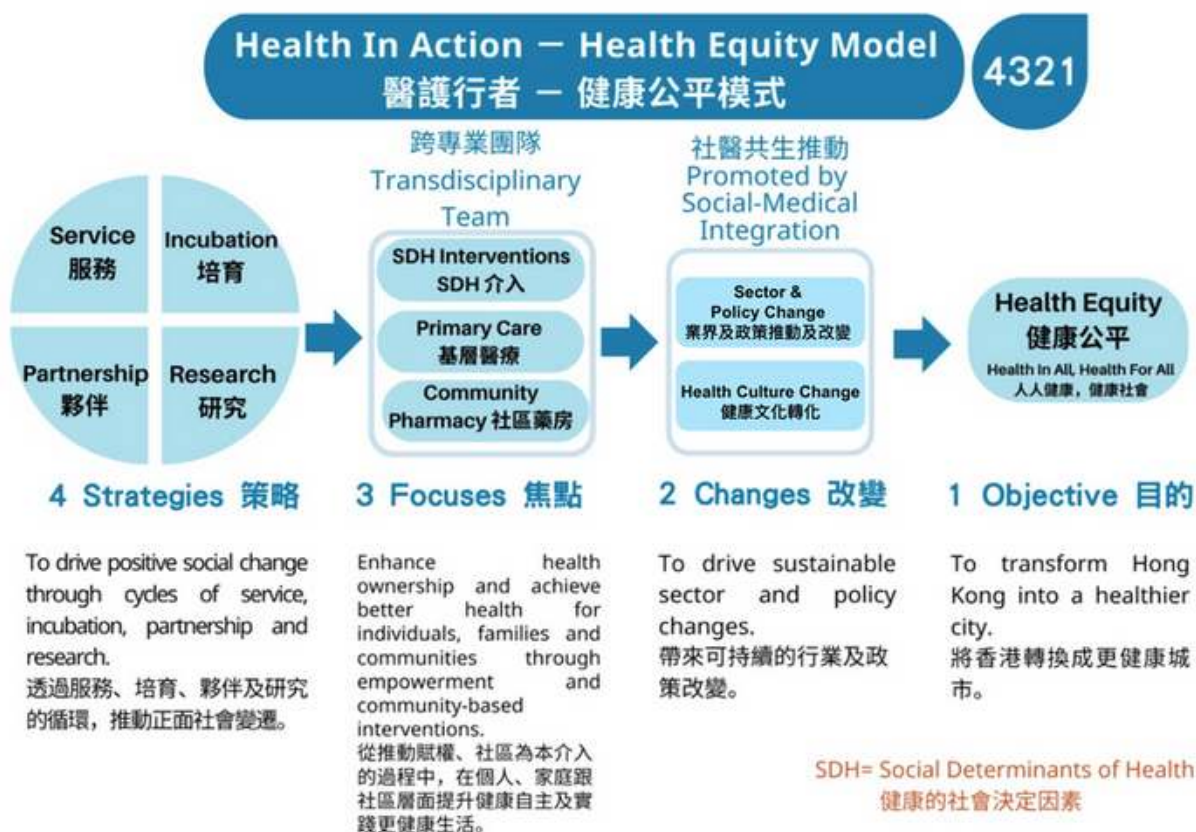 Health In Action – Health Equity Model
醫護行者 – 健康公平模式
4321
Service
服務
Incubation
培育
Partnership
夥伴
Research
研究
4 Strategies 策略
To drive positive social change
through cycles of service,
incubation, partnership and
research.
透過服務、培育、夥伴及研究
的循環，推動正面社會變遷。
跨專業團隊
Transdisciplinary
Team
SDH Interventions
SDH 介入
Primary Care
基層醫療
Community
Pharmacy 社區藥房
3 Focuses 焦點
Enhance health
ownership and achieve
better health for
individuals, families and
communities through
empowerment and
community-based
interventions.
從推動賦權、社區為本介入
的過程中，在個人、家庭跟
社區層面提升健康自主及實
踐更健康生活。
社醫共生推動
Promoted by
Social-Medical
Integration
Sector &
Policy Change
業界及政策推動及改變
Health Culture Change
健康文化轉化
2 Changes 改變
To drive sustainable
sector and policy
changes.
帶來可持續的行業及政
策改變。
Health Equity
健康公平
Health In All, Health For All
人人健康，健康社會
1 Objective 目的
To transform Hong
Kong into a healthier
city.
將香港轉換成更健康城
市。
SDH= Social Determinants of Health
健康的社會決定因素